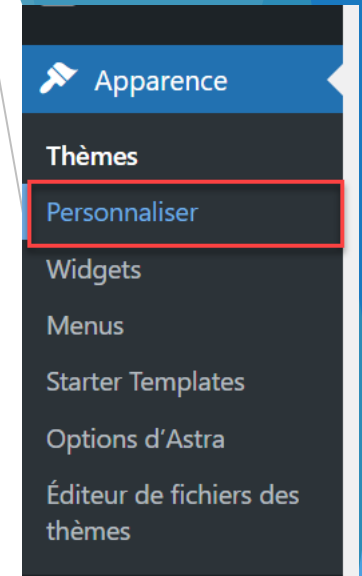 Apparence
Thèmes
Personnaliser
Widgets
Menus
Starter Templates
Options d’Astra
Éditeur de fichiers des
thèmes